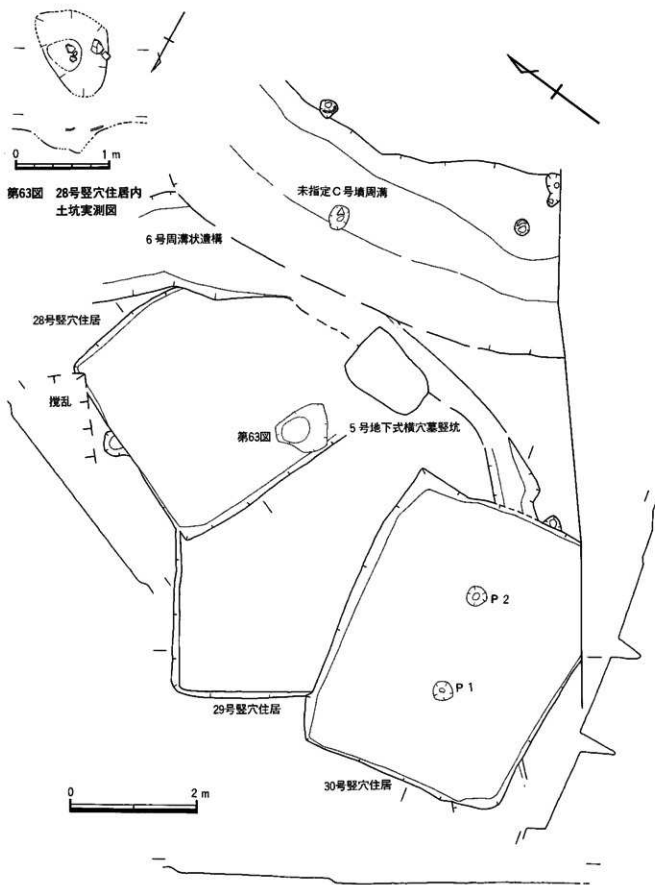 0 1 m
第63図 28号竪穴住居内
土坑実測図
未指定C号墳周溝
6号周溝状遺構
28号竪穴住居
攪乱
第63図
5号地下式横穴墓竪坑
P 2
P 1
29号竪穴住居
30号竪穴住居
0 2 m